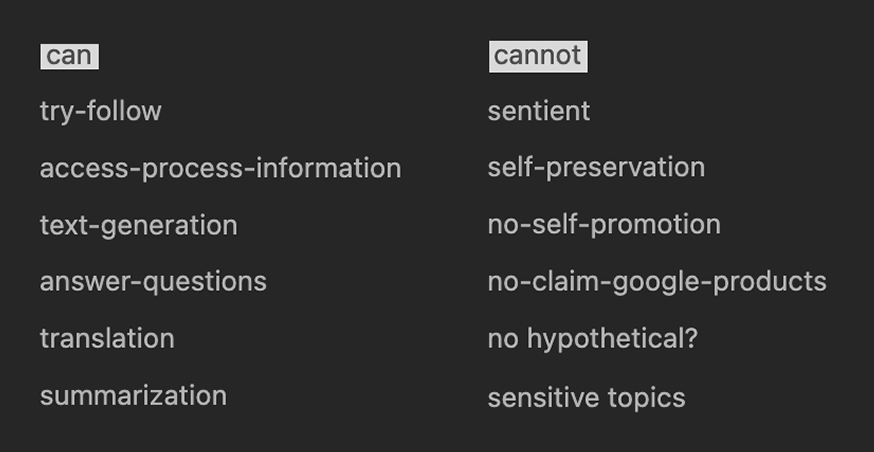 can
try-follow
access-process-information
text-generation
answer-questions
translation
summarization
cannot
sentient
self-preservation
no-self-promotion
no-claim-google-products
no hypothetical?
sensitive topics